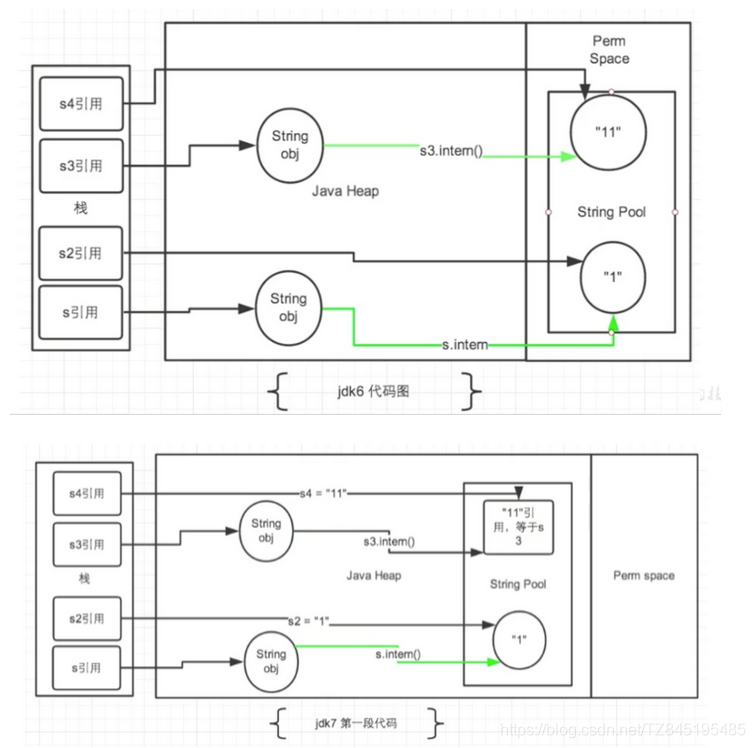 Perm
Space
s4引用
"11"
s3引用
String
obj
s3.intern()
Java Heap
栈
String Pool
s2引用
"1"
s引用
String
obj
s.intern
jdk6 代码图
s4引用
s4 = "11"
"11"引
用，等于s
3
s3引用
String
obj
s3.intern()
栈
Java Heap
String Pool
Perm space
s2引用
s2 = "1"
"1"
s引用
String
obj
s.intern()
jdk7 第一段代码
https://blog.csdn.net/TZ845195485